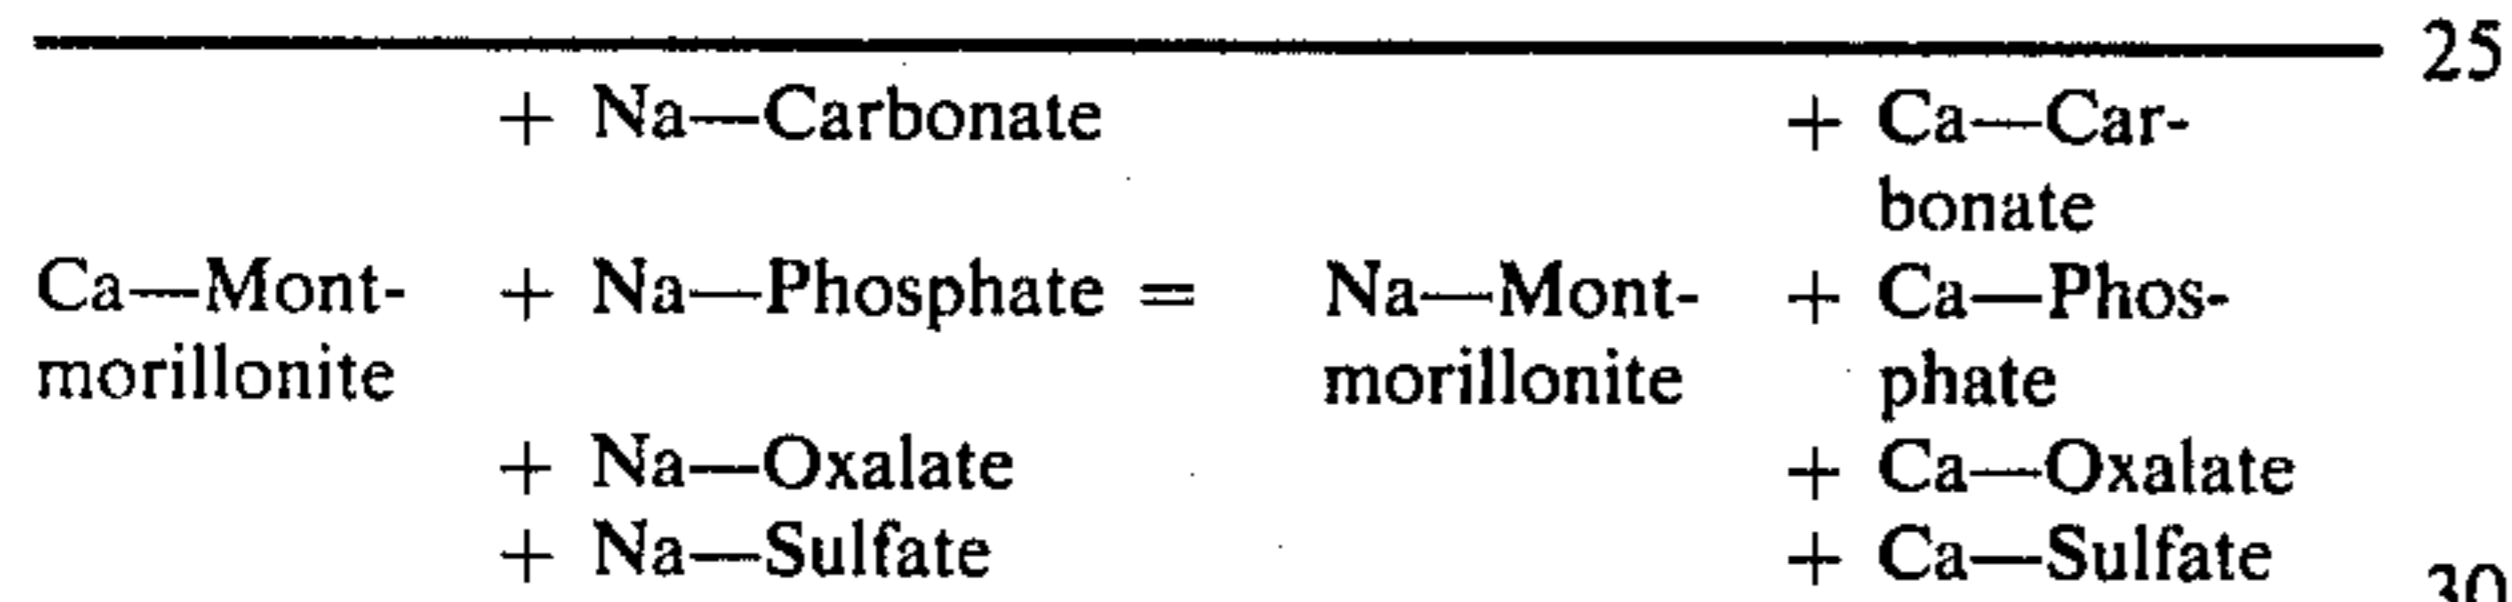 25
+ Na—Carbonate + Ca—Car-
bonate
Ca—Mont- + Na—Phosphate = Na—Mont- + Ca—Phos-
morillonite morillonite phate
+ Na—Oxalate + Ca—Oxalate
+ Na—Sulfate + Ca—Sulfate
30